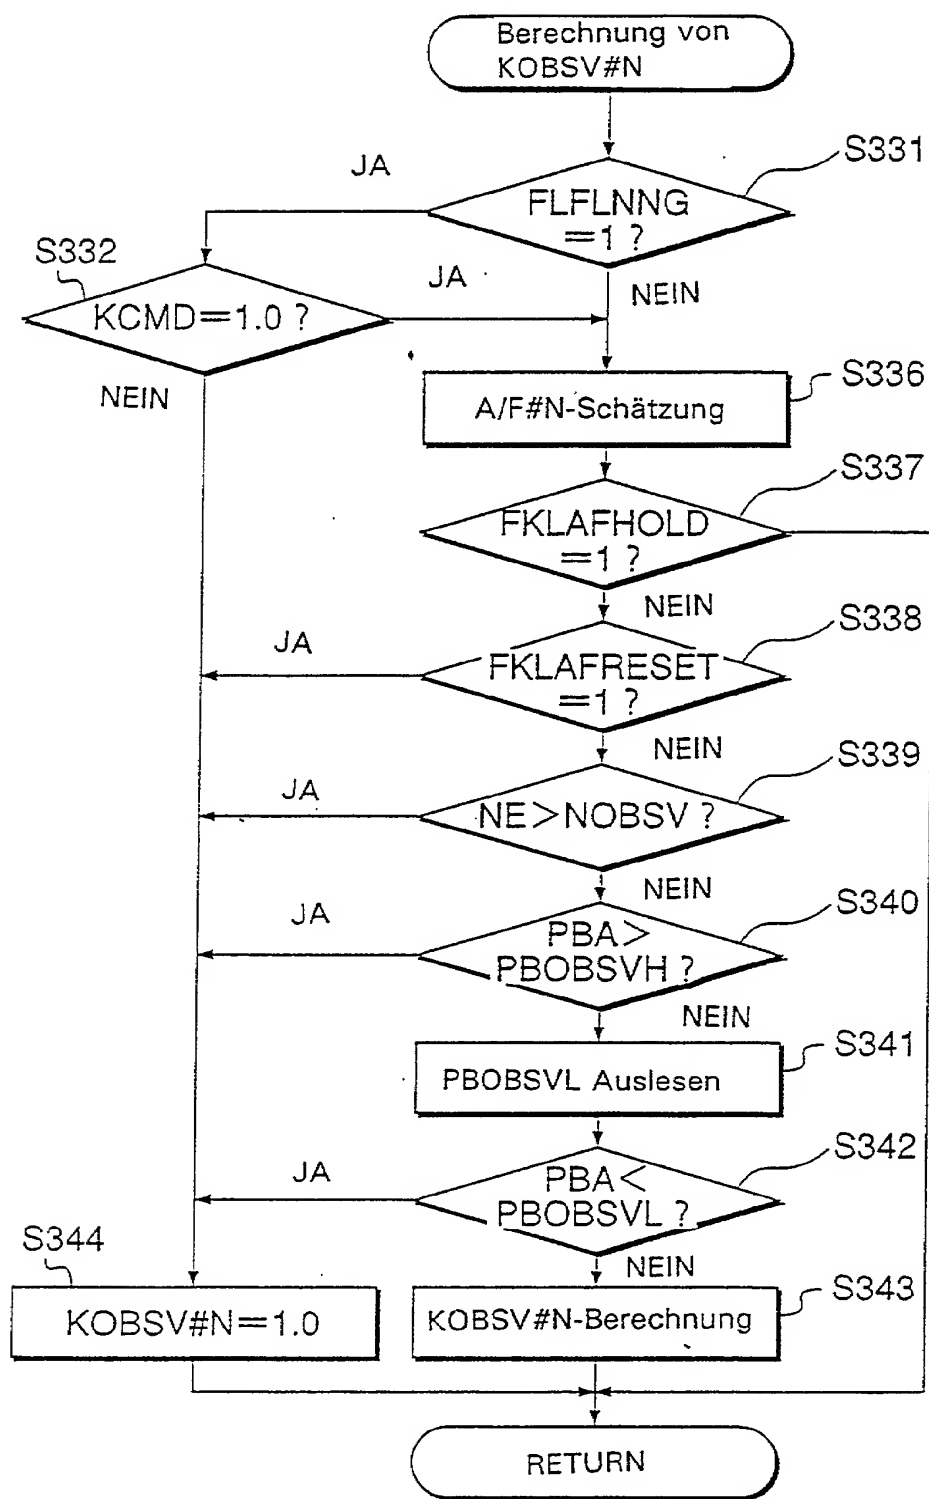 Berechnung von
KOBSV#N
S331
JA
FLFLNNG
=1 ?
S332
JA
NEIN
KCMD=1.0 ?
NEIN
S336
A/F#N-Schätzung
S337
FKLAFHOLD
=1 ?
NEIN
S338
JA
FKLAFRESET
=1 ?
NEIN
S339
JA
NE>NOBSV ?
NEIN
S340
JA
PBA>
PBOBSVH ?
NEIN
S341
PBOBSVL Auslesen
S342
JA
PBA<
PBOBSVL ?
S344
NEIN
S343
KOBSV#N=1.0
KOBSV#N-Berechnung
RETURN